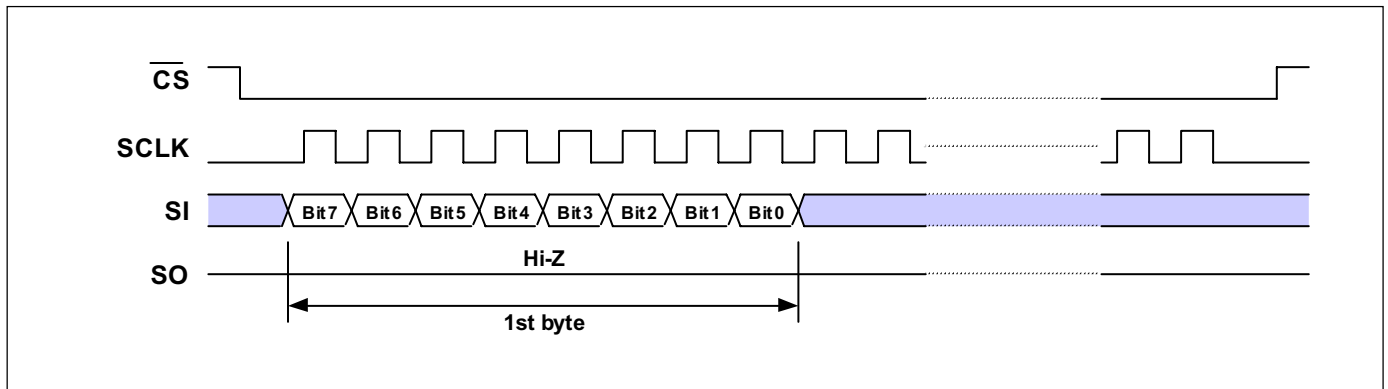 CS
SCLK
SI
Bit7 Bit6 Bit5 Bit4 Bit3 Bit2 Bit1 Bit0
Hi-Z
SO
1st byte